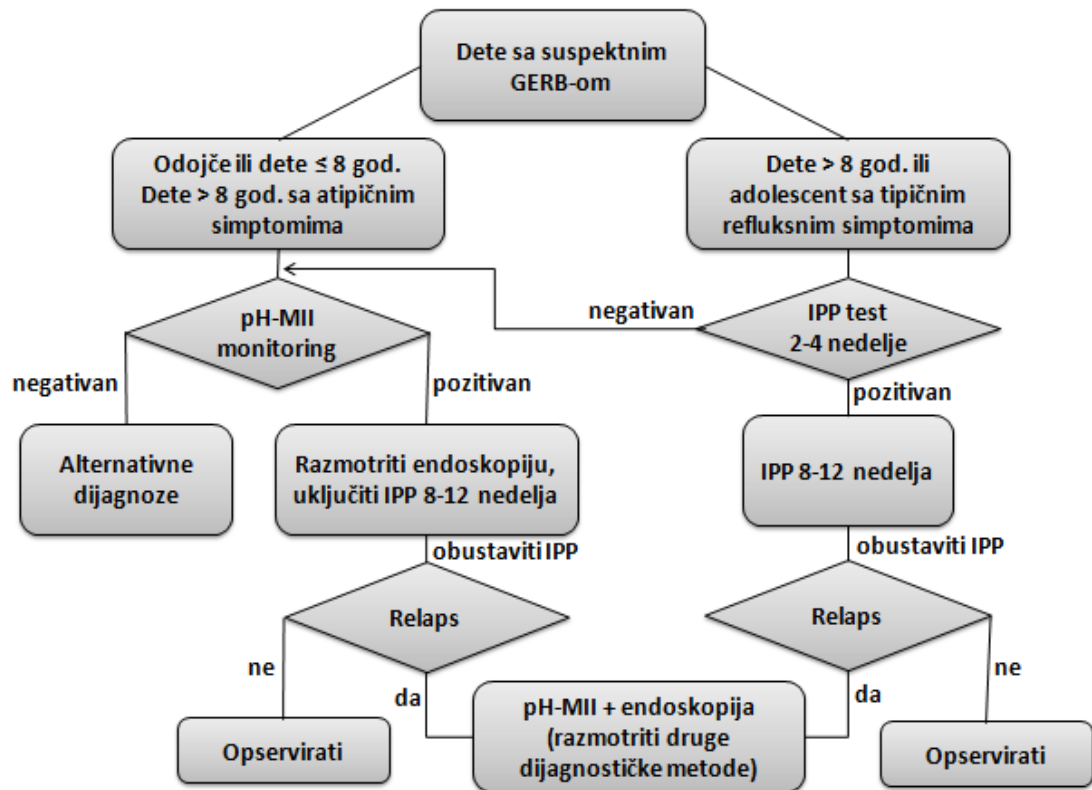 Dete sa suspektnim
GERB-om
Odojče ili dete ≤ 8 god.
Dete > 8 god. sa atipičnim
simptomima
Dete > 8 god. ili
adolescent sa tipičnim
refluksnim simptomima
pH-MII
monitoring
negativan
IPP test
2-4 nedelje
negativan
pozitivan
pozitivan
Alternativne
dijagnoze
Razmotriti endoskopiju,
uključiti IPP 8-12 nedelja
IPP 8-12 nedelja
obustaviti IPP
obustaviti IPP
Relaps
Relaps
ne
da
da
ne
Opservirati
pH-MII + endoskopija
(razmotriti druge
dijagnostičke metode)
Opservirati